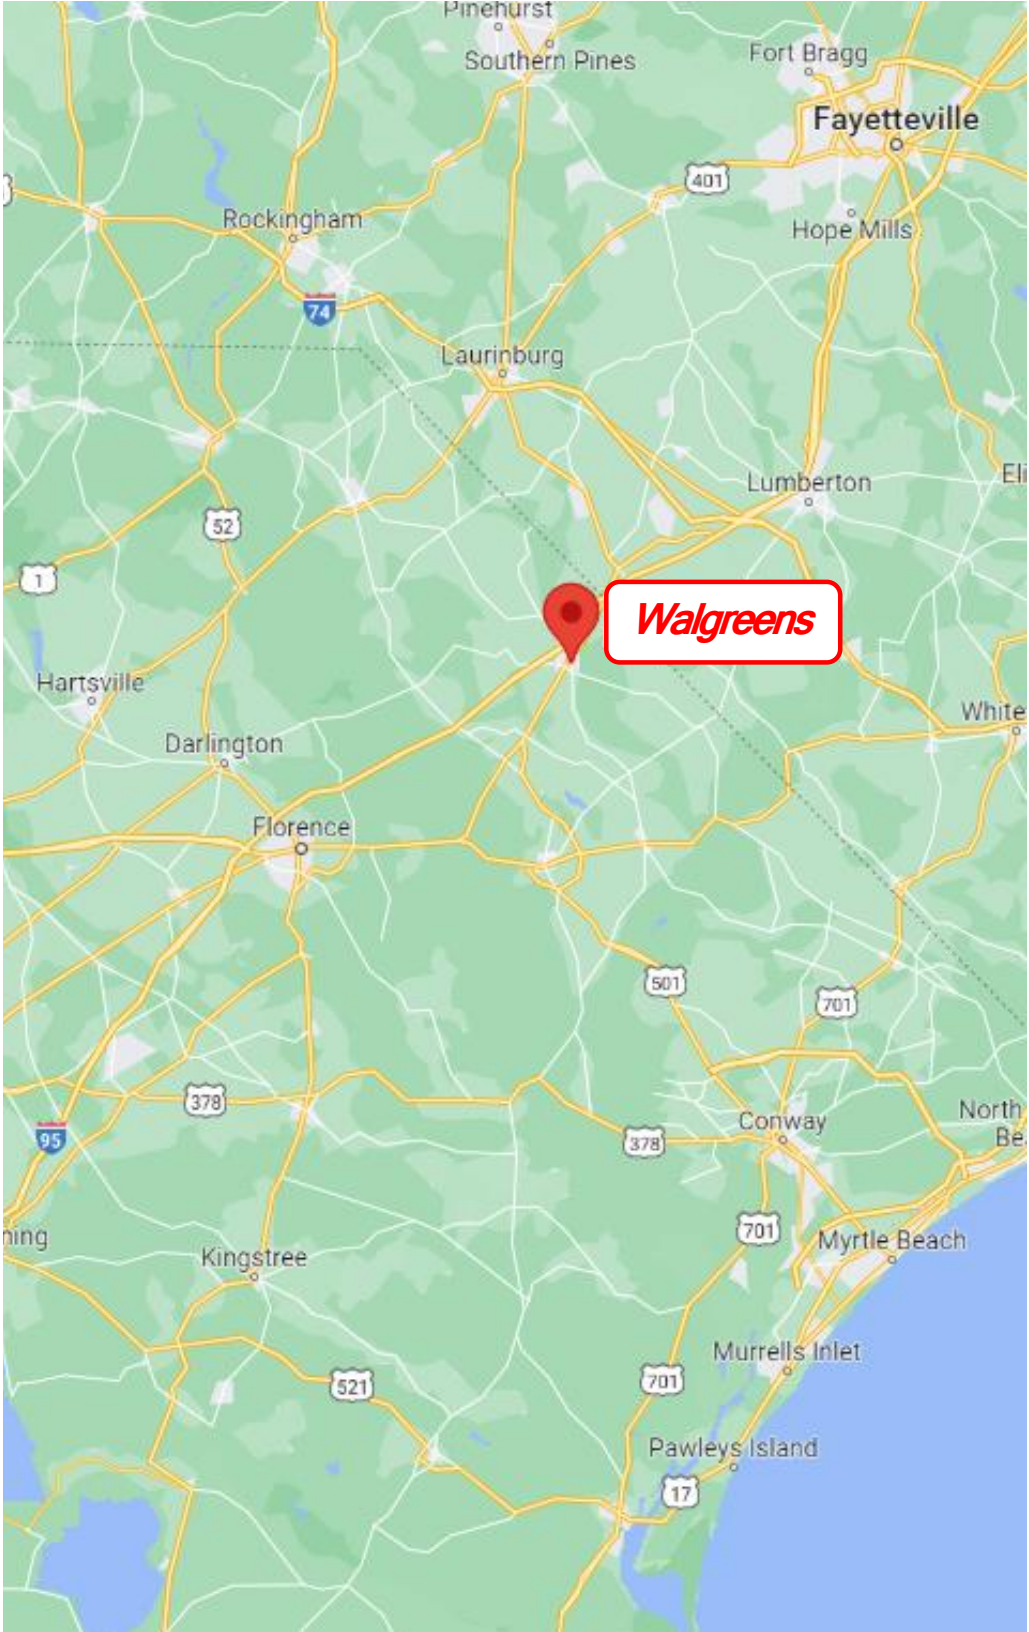 Pinehurst
Southern Pines
Fort Bragg
Fayetteville
401
Rockingham
Hope Mills
74
Laurinburg
Lumberton
Eli
52
1
Walgreens
Hartsville
White
Darlington
Florence
501
701
378
95
Conway
North
Bea
378
701
ning
Myrtle Beach
Kingstree
Murrells Inlet
521
701
Pawleys Island
17